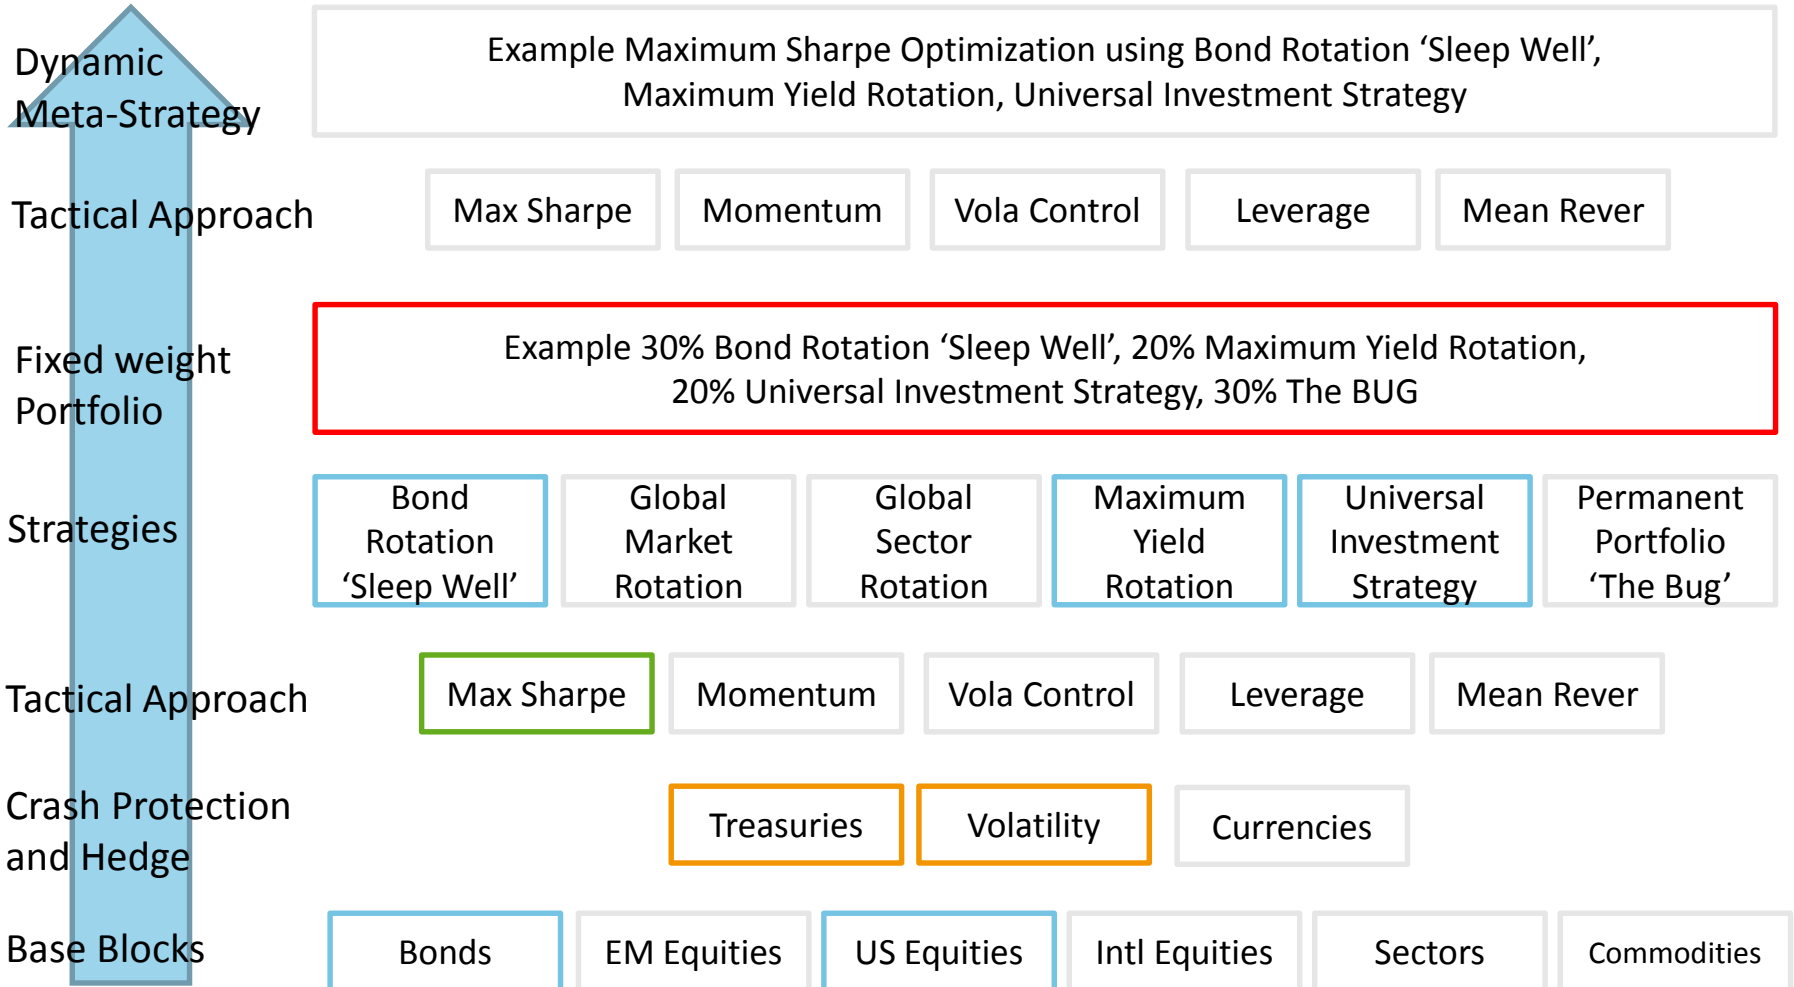 Dynamic
Meta-Strategy
Example Maximum Sharpe Optimization using Bond Rotation ‘Sleep Well’,
Maximum Yield Rotation, Universal Investment Strategy
Tactical Approach
Max Sharpe
Momentum
Vola Control
Leverage
Mean Rever
Fixed weight
Portfolio
Example 30% Bond Rotation ‘Sleep Well’, 20% Maximum Yield Rotation,
20% Universal Investment Strategy, 30% The BUG
Strategies
Bond
Rotation
‘Sleep Well’
Global
Market
Rotation
Global
Sector
Rotation
Maximum
Yield
Rotation
Universal
Investment
Strategy
Permanent
Portfolio
‘The Bug’
Tactical Approach
Max Sharpe
Momentum
Vola Control
Leverage
Mean Rever
Crash Protection
and Hedge
Treasuries
Volatility
Currencies
Base Blocks
Bonds
EM Equities
US Equities
Intl Equities
Sectors
Commodities